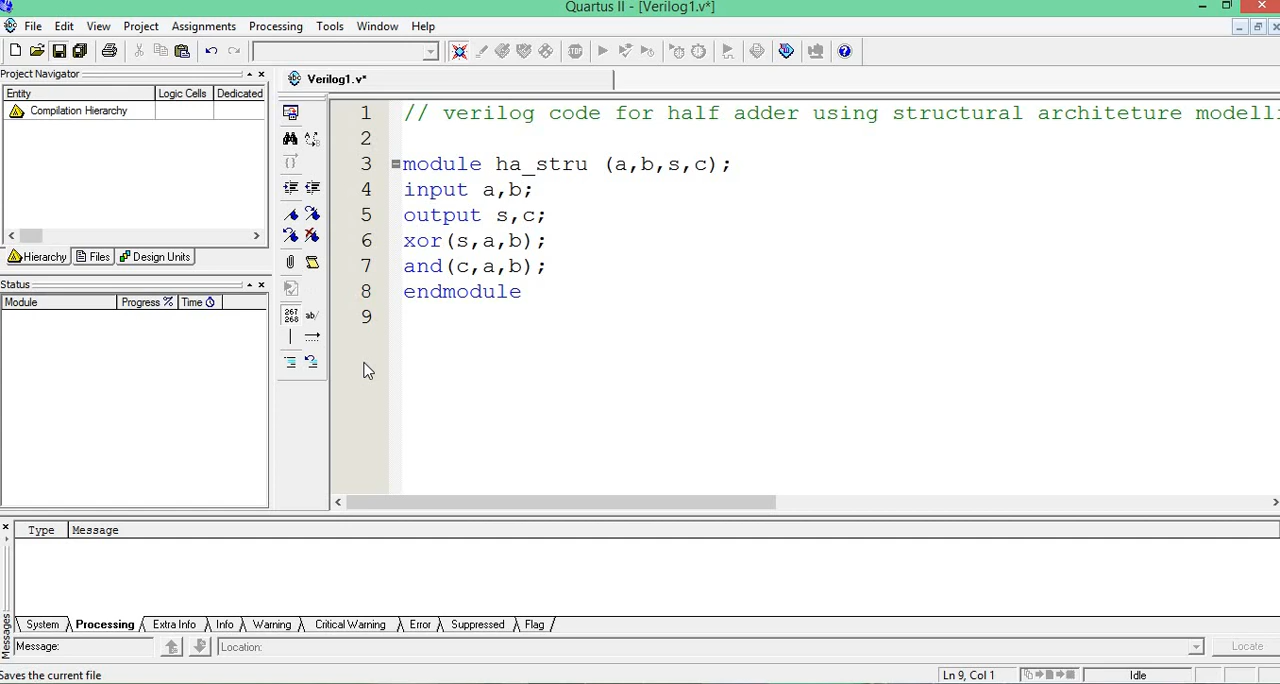 Quartus II - [Verilog1.v*]
File Edit View Project Assignments Processing Tools Window Help
Project Navigator
Verilog1.v*
Entity Logic Cells Dedicated
Compilation Hierarchy
Hierarchy Files Design Units
Status
Module Progress % Time
267
268
ab/
1 // verilog code for half adder using structural architeture modelli
2
3 module ha_stru (a,b,s,c);
4 input a,b;
5 output s,c;
6 xor(s,a,b);
7 and(c,a,b);
8 endmodule
9
Type Message
Messages
System Processing Extra Info Info Warning Critical Warning Error Suppressed Flag
Message: Location: Locate
Saves the current file Ln 9, Col 1 Idle